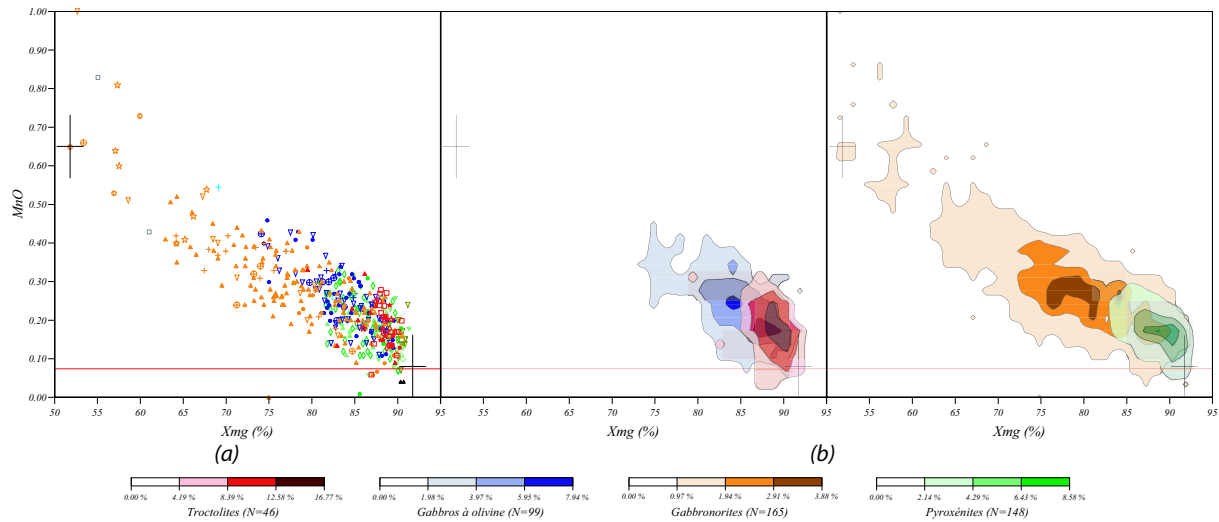 1.00
0.90
0.80
0.70
0.60
0.50
0.40
0.30
0.20
0.10
0.00
MnO
50 55 60 65 70 75 80 85 90 95 55 60 65 70 75 80 85 90 95 55 60 65 70 75 80 85 90 95
Xmg (%) Xmg (%) Xmg (%)
(a) (b)
0.00 % 4.19 % 8.39 % 12.58 % 16.77 % 0.00 % 1.98 % 3.97 % 5.95 % 7.94 % 0.00 % 0.97 % 1.94 % 2.91 % 3.88 % 0.00 % 2.14 % 4.29 % 6.43 % 8.58 %
Troctolites (N=46) Gabbros à olivine (N=99) Gabbronorites (N=165) Pyroxénites (N=148)